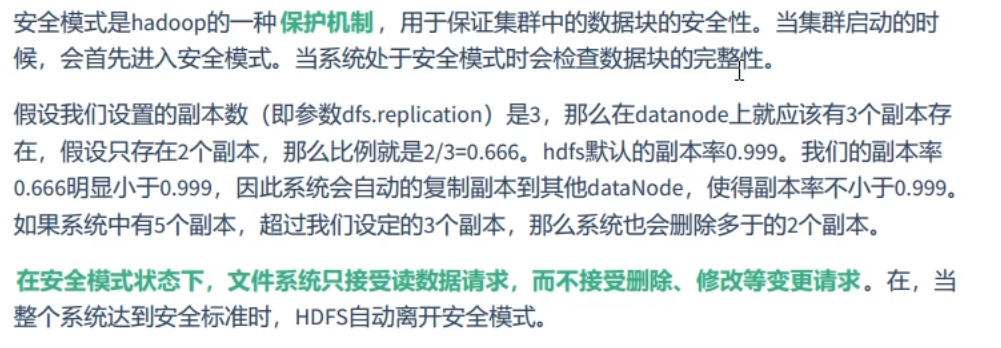 安全模式是hadoop的一种保护机制，用于保证集群中的数据块的安全性。当集群启动的时
候，会首先进入安全模式。当系统处于安全模式时会检查数据块的完整性。
假设我们设置的副本数（即参数dfs.replication）是3，那么在datanode上就应该有3个副本存
在，假设只存在2个副本，那么比例就是2/3=0.666。hdfs默认的副本率0.999。我们的副本率
0.666明显小于0.999，因此系统会自动的复制副本到其他dataNode，使得副本率不小于0.999。
如果系统中有5个副本，超过我们设定的3个副本，那么系统也会删除多于的2个副本。
在安全模式状态下，文件系统只接受读数据请求，而不接受删除、修改等变更请求。在，当
整个系统达到安全标准时，HDFS自动离开安全模式。